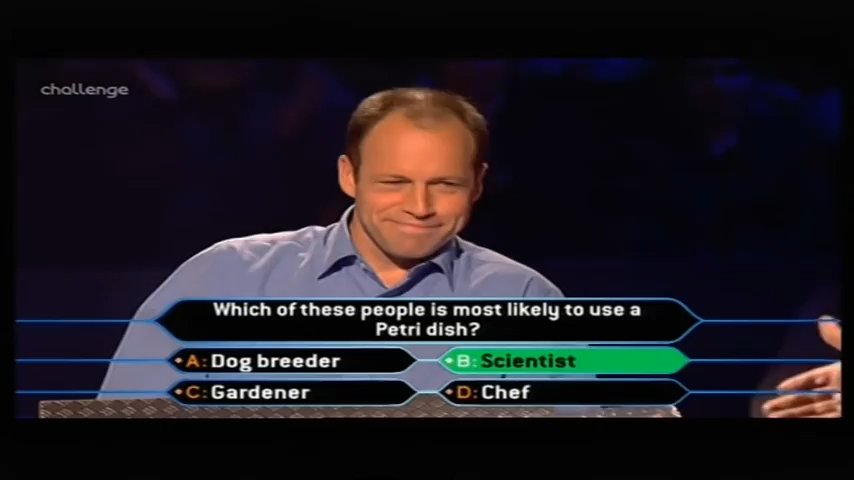 challenge
Which of these people is most likely to use a
Petri dish?
A: Dog breeder
B: Scientist
C: Gardener
D: Chef